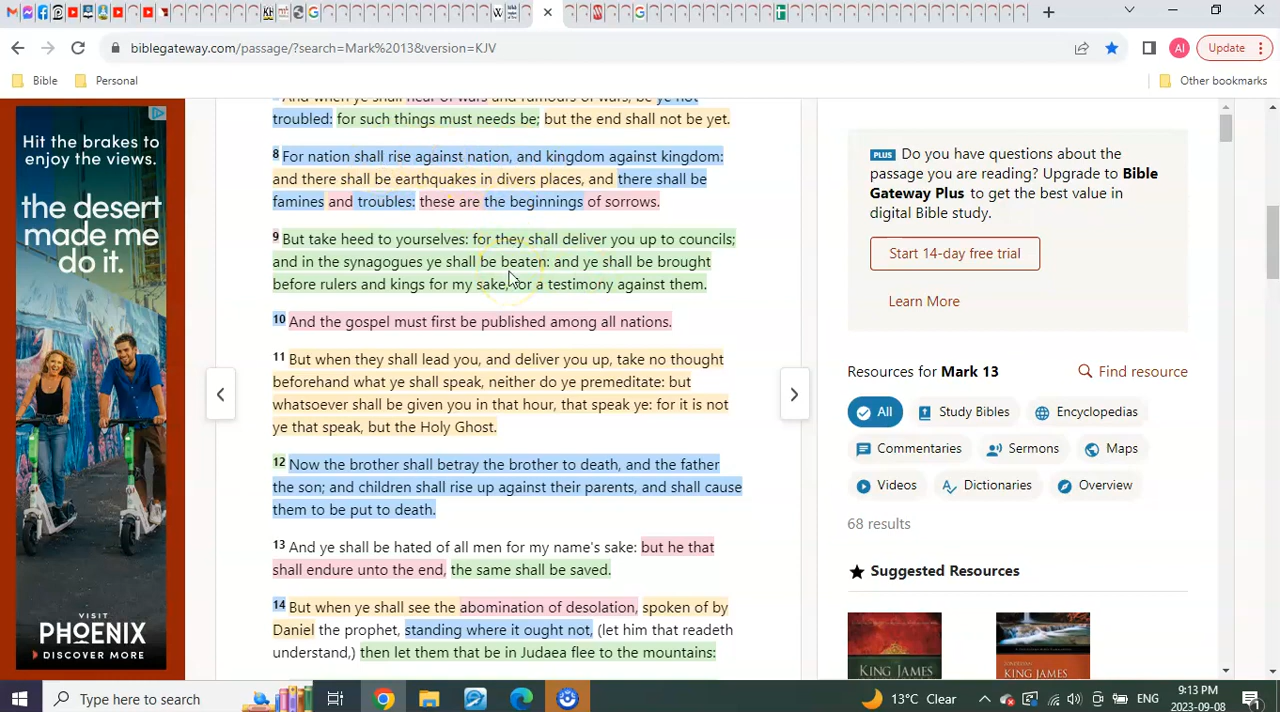 biblegateway.com/passage/?search=Mark%2013&version=KJV
Update
Bible
Personal
Other bookmarks
Hit the brakes to
enjoy the views.
the desert
made me
do it.
VISIT
PHOENIX
DISCOVER MORE
And when ye shall hear of wars and rumours of wars, be ye not
troubled: for such things must needs be; but the end shall not be yet.
8 For nation shall rise against nation, and kingdom against kingdom:
and there shall be earthquakes in divers places, and there shall be
famines and troubles: these are the beginnings of sorrows.
9 But take heed to yourselves: for they shall deliver you up to councils;
and in the synagogues ye shall be beaten: and ye shall be brought
before rulers and kings for my sake, for a testimony against them.
10 And the gospel must first be published among all nations.
11 But when they shall lead you, and deliver you up, take no thought
beforehand what ye shall speak, neither do ye premeditate: but
whatsoever shall be given you in that hour, that speak ye: for it is not
ye that speak, but the Holy Ghost.
12 Now the brother shall betray the brother to death, and the father
the son; and children shall rise up against their parents, and shall cause
them to be put to death.
13 And ye shall be hated of all men for my name's sake: but he that
shall endure unto the end, the same shall be saved.
14 But when ye shall see the abomination of desolation, spoken of by
Daniel the prophet, standing where it ought not, (let him that readeth
understand,) then let them that be in Judaea flee to the mountains:
PLUS Do you have questions about the
passage you are reading? Upgrade to Bible
Gateway Plus to get the best value in
digital Bible study.
Start 14-day free trial
Learn More
Resources for Mark 13
Find resource
All
Study Bibles
Encyclopedias
Commentaries
Sermons
Maps
Videos
Dictionaries
Overview
68 results
Suggested Resources
KING JAMES
KING JAMES
Type here to search
13°C Clear
ENG
9:13 PM
2023-09-08